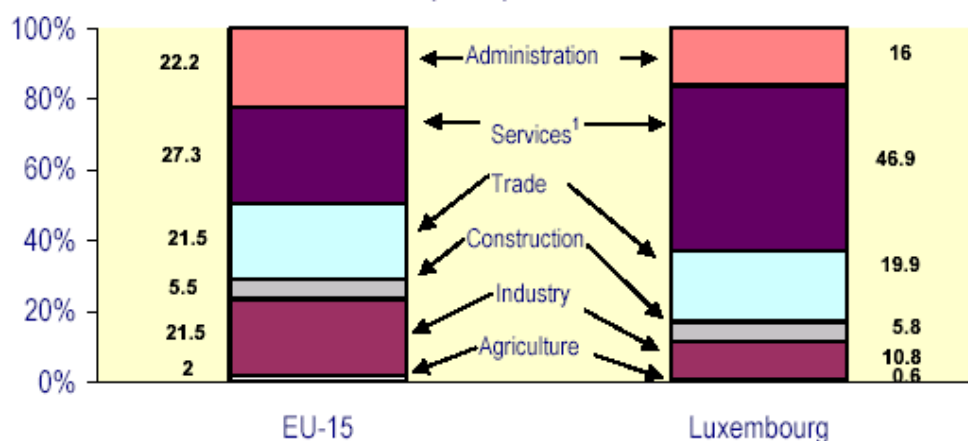 100%
80%
60%
40%
20%
0%
22.2
27.3
21.5
5.5
21.5
2
Administration
Services¹
Trade
Construction
Industry
Agriculture
16
46.9
19.9
5.8
10.8
0.6
EU-15
Luxembourg